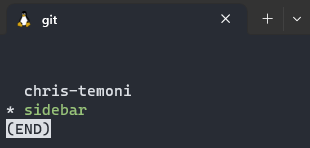 git
chris-temoni
* sidebar
(END)